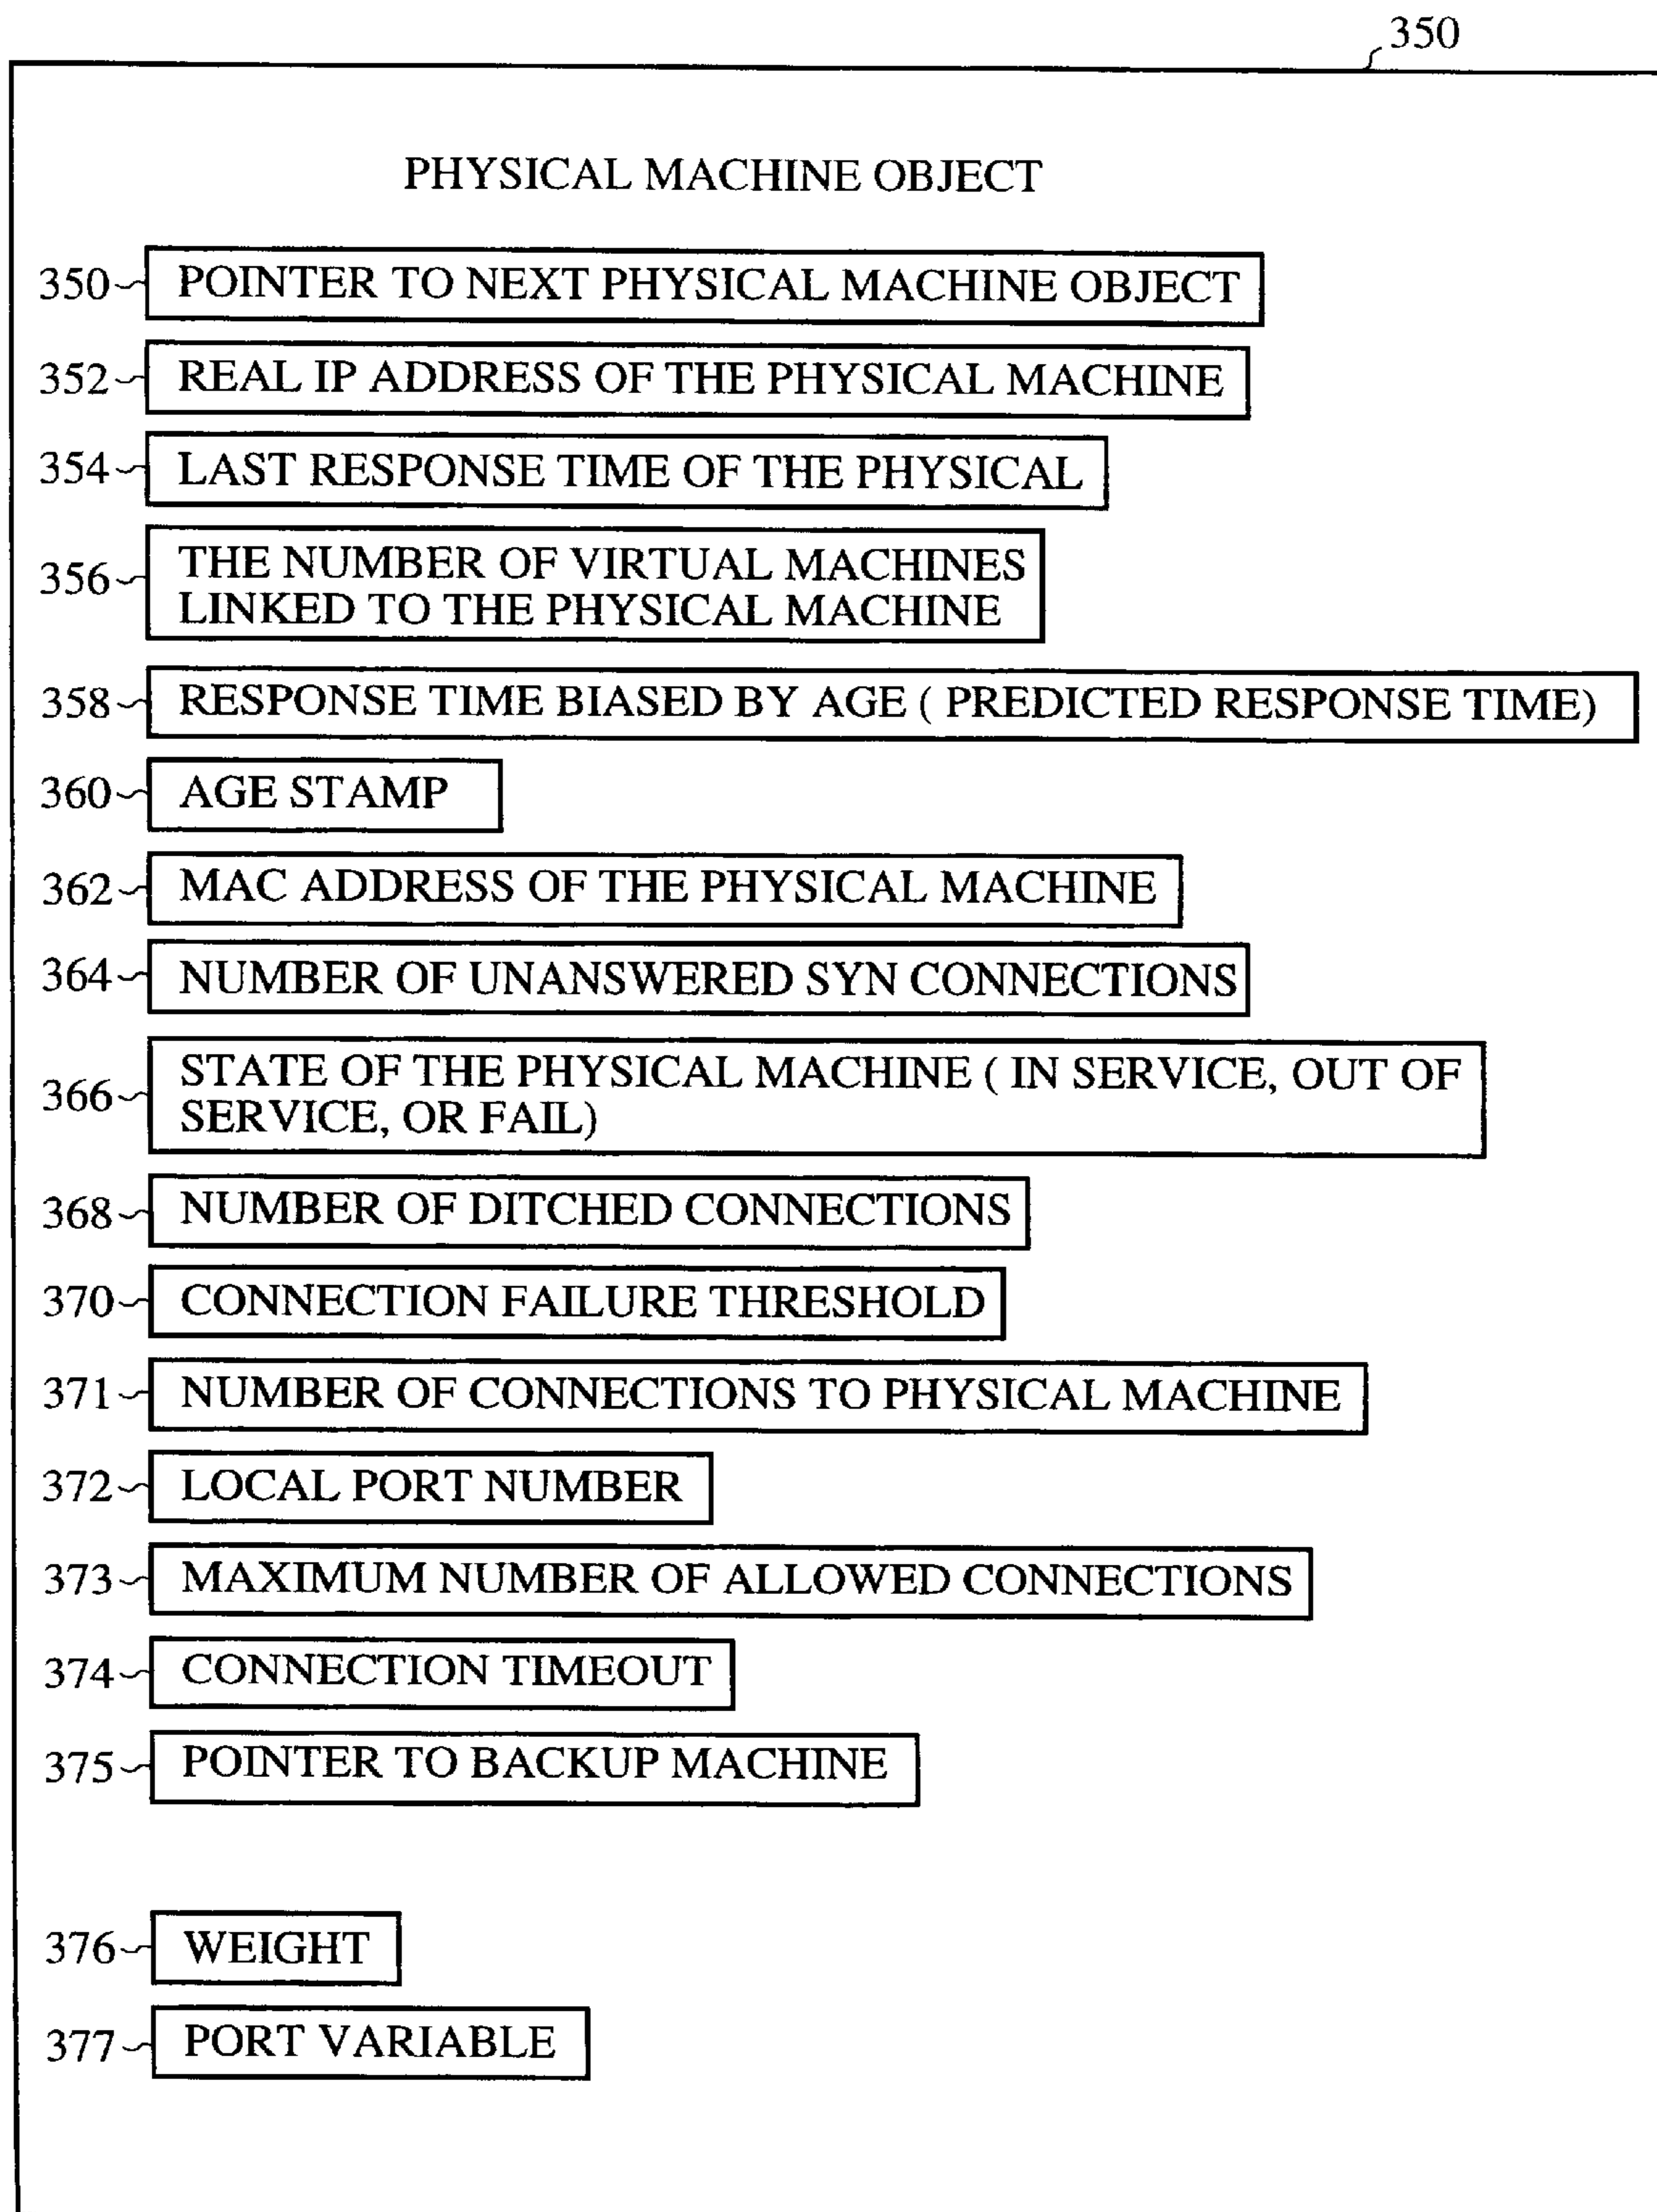 350
PHYSICAL MACHINE OBJECT
350 POINTER TO NEXT PHYSICAL MACHINE OBJECT
352 REAL IP ADDRESS OF THE PHYSICAL MACHINE
354 LAST RESPONSE TIME OF THE PHYSICAL
356 THE NUMBER OF VIRTUAL MACHINES
LINKED TO THE PHYSICAL MACHINE
358 RESPONSE TIME BIASED BY AGE ( PREDICTED RESPONSE TIME)
360 AGE STAMP
362 MAC ADDRESS OF THE PHYSICAL MACHINE
364 NUMBER OF UNANSWERED SYN CONNECTIONS
366 STATE OF THE PHYSICAL MACHINE ( IN SERVICE, OUT OF
SERVICE, OR FAIL)
368 NUMBER OF DITCHED CONNECTIONS
370 CONNECTION FAILURE THRESHOLD
371 NUMBER OF CONNECTIONS TO PHYSICAL MACHINE
372 LOCAL PORT NUMBER
373 MAXIMUM NUMBER OF ALLOWED CONNECTIONS
374 CONNECTION TIMEOUT
375 POINTER TO BACKUP MACHINE
376 WEIGHT
377 PORT VARIABLE